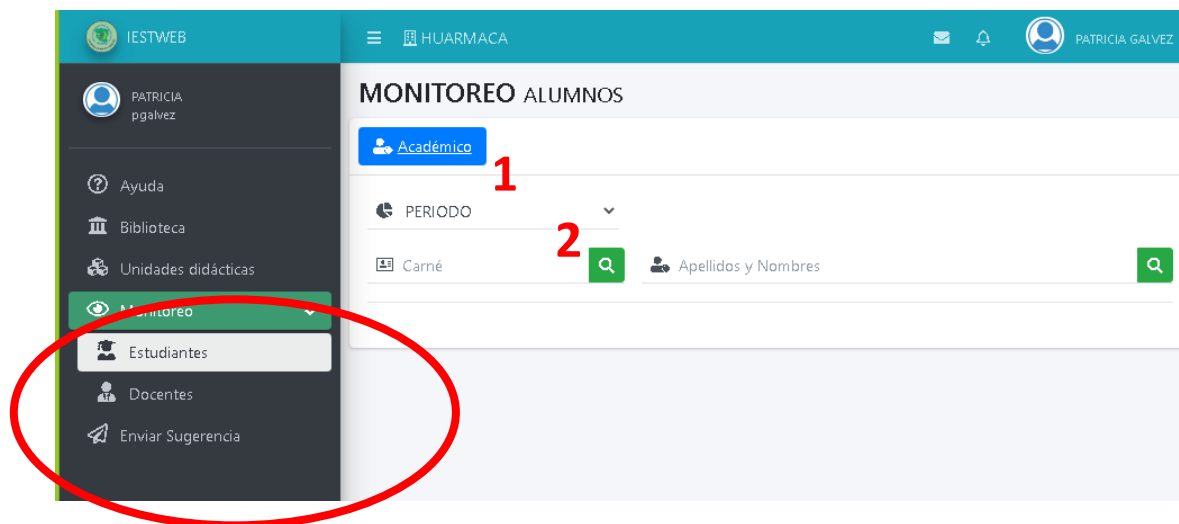 IESTWEB
HUARMACA
PATRICIA GALVEZ
PATRICIA
pgalvez
MONITOREO ALUMNOS
Académico
1
Ayuda
PERIODO
Biblioteca
2
Unidades didácticas
Carné
Apellidos y Nombres
Monitoreo
Estudiantes
Docentes
Enviar Sugerencia